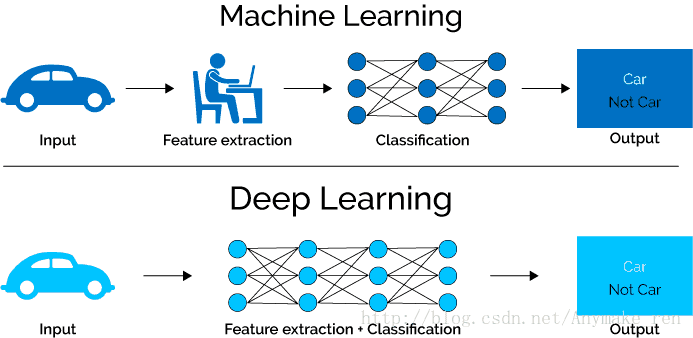 Machine Learning
Car
Not Car
Input
Feature extraction
Classification
Output
Deep Learning
Car
Not Car
http://blog.csdn.net/Anymake_ren
Input
Feature extraction + Classification
Output